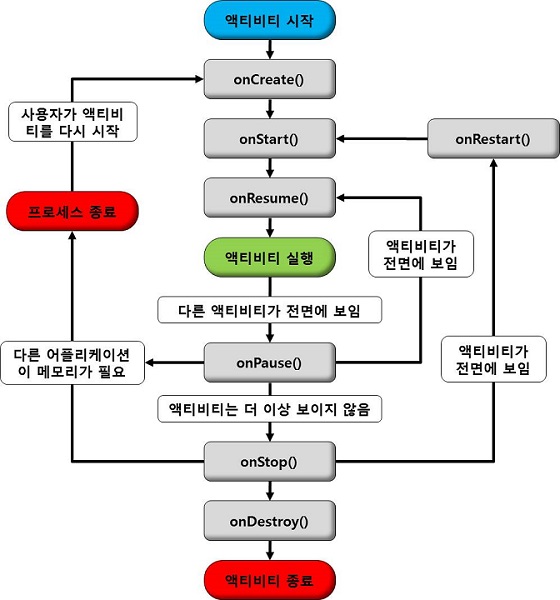 액티비티 시작
onCreate()
사용자가 액티비
티를 다시 시작
onStart()
onRestart()
onResume()
프로세스 종료
액티비티 실행
액티비티가
전면에 보임
다른 액티비티가 전면에 보임
다른 어플리케이션
이 메모리가 필요
onPause()
액티비티가
전면에 보임
액티비티는 더 이상 보이지 않음
onStop()
onDestroy()
액티비티 종료